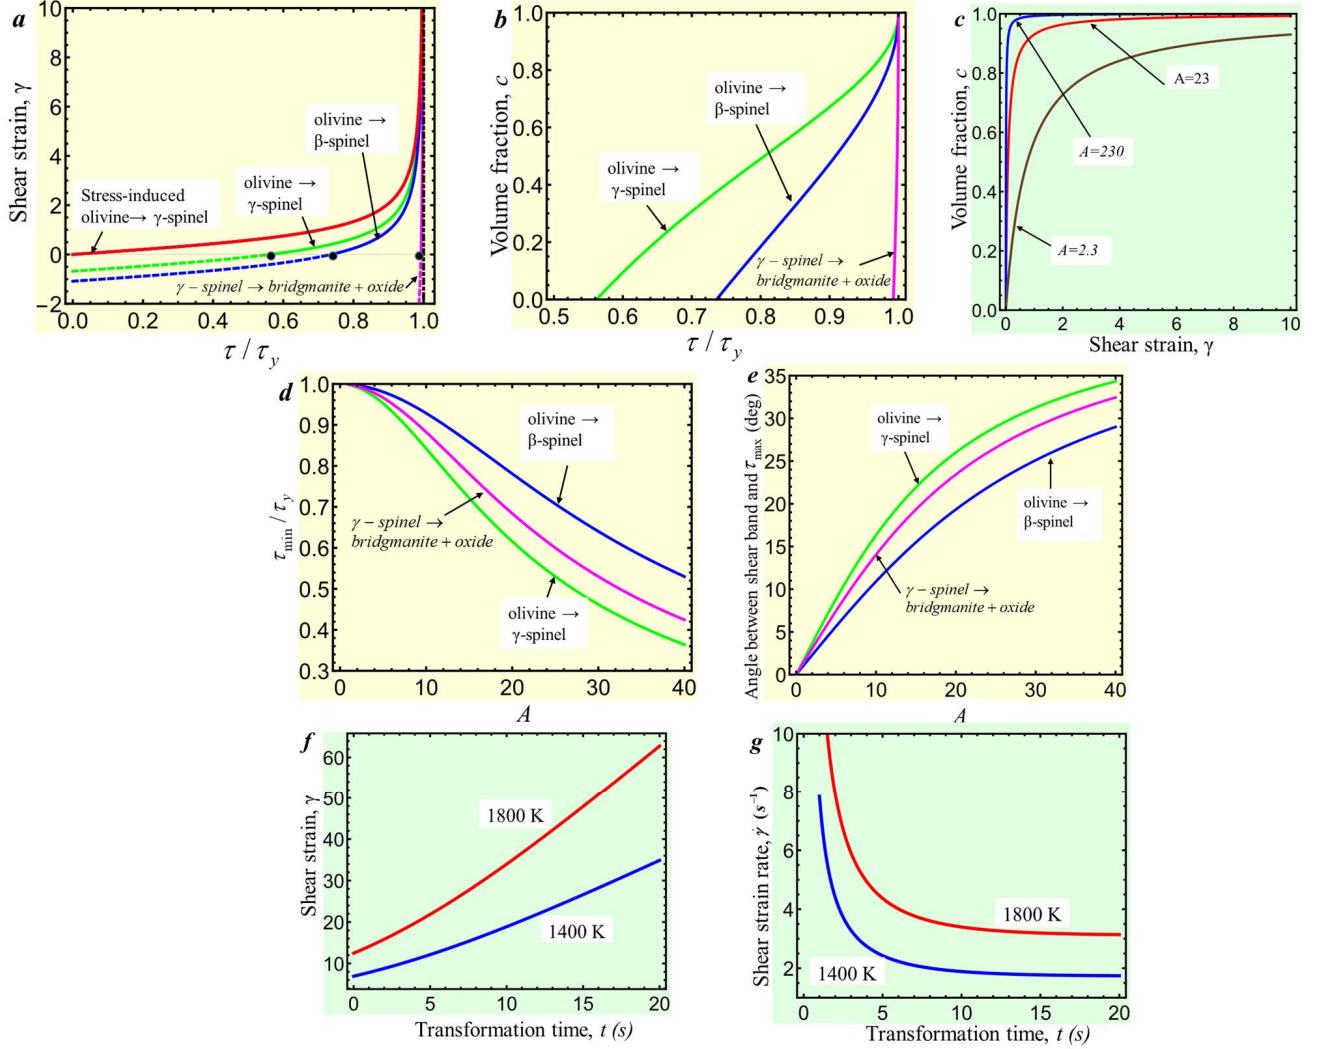 a
Shear strain, γ
10
8
6
4
2
0
−2
olivine →
β-spinel
olivine →
γ-spinel
Stress-induced
olivine→ γ-spinel
γ − spinel → bridgmanite + oxide
0.0 0.2 0.4 0.6 0.8 1.0
τ / τy
b
Volume fraction, c
1.0
0.8
0.6
0.4
0.2
0.0
olivine →
β-spinel
olivine →
γ-spinel
γ − spinel →
bridgmanite + oxide
0.5 0.6 0.7 0.8 0.9 1.0
τ / τy
c
Volume fraction, c
1.0
0.8
0.6
0.4
0.2
0.0
A=23
A=230
A=2.3
0 2 4 6 8 10
Shear strain, γ
d
τmin / τy
1.0
0.9
0.8
0.7
0.6
0.5
0.4
0.3
olivine →
β-spinel
γ − spinel →
bridgmanite + oxide
olivine →
γ-spinel
0 10 20 30 40
A
e
Angle between shear band and τmax (deg)
35
30
25
20
15
10
5
0
olivine →
γ-spinel
olivine →
β-spinel
γ − spinel →
bridgmanite + oxide
0 10 20 30 40
A
f
Shear strain, γ
60
50
40
30
20
10
1800 K
1400 K
0 5 10 15 20
Transformation time, t (s)
g
Shear strain rate, γ̇ (s⁻¹)
10
8
6
4
2
1800 K
1400 K
0 5 10 15 20
Transformation time, t (s)